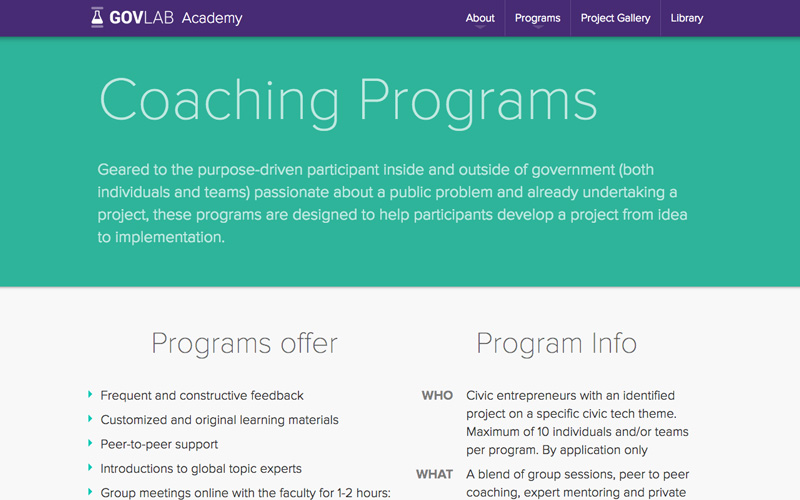 GOVLAB Academy
About Programs Project Gallery Library
Coaching Programs
Geared to the purpose-driven participant inside and outside of government (both
individuals and teams) passionate about a public problem and already undertaking a
project, these programs are designed to help participants develop a project from idea
to implementation.
Programs offer
Frequent and constructive feedback
Customized and original learning materials
Peer-to-peer support
Introductions to global topic experts
Group meetings online with the faculty for 1-2 hours:
Program Info
WHO Civic entrepreneurs with an identified
project on a specific civic tech theme.
Maximum of 10 individuals and/or teams
per program. By application only
WHAT A blend of group sessions, peer to peer
coaching, expert mentoring and private